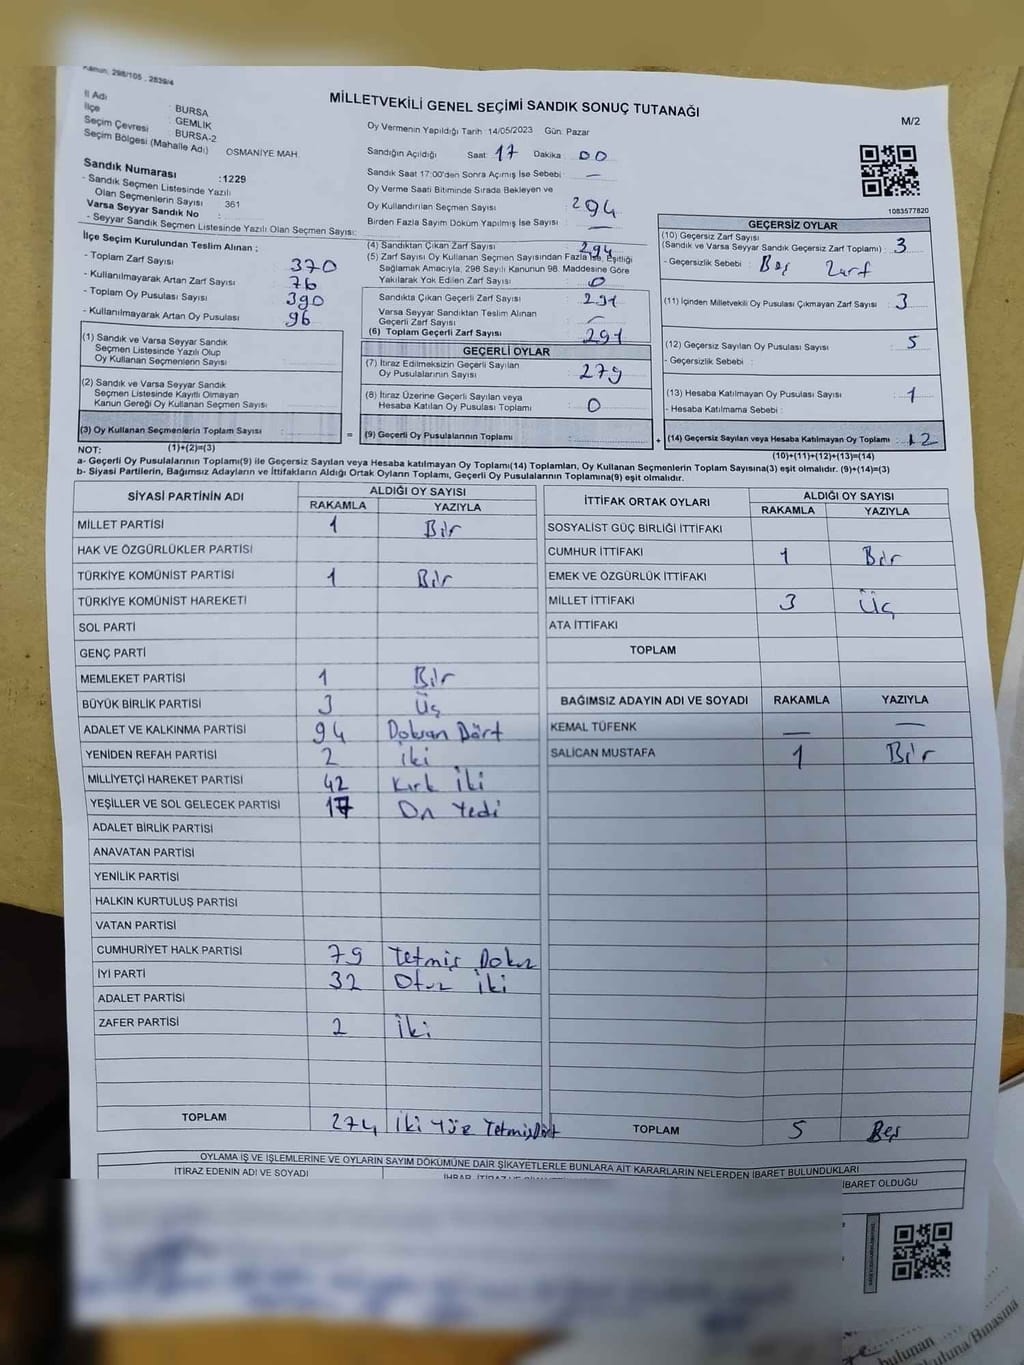 Kanun: 298/105 , 2839/4
MİLLETVEKİLİ GENEL SEÇİMİ SANDIK SONUÇ TUTANAĞI
M/2
İl Adı : BURSA
İlçe : GEMLİK
Seçim Çevresi : BURSA-2
Seçim Bölgesi (Mahalle Adı) OSMANİYE MAH.
Sandık Numarası :1229
- Sandık Seçmen Listesinde Yazılı
Olan Seçmenlerin Sayısı 361
Varsa Seyyar Sandık No :
- Seyyar Sandık Seçmen Listesinde Yazılı Olan Seçmen Sayısı:
Oy Vermenin Yapıldığı Tarih :14/05/2023 Gün: Pazar
Sandığın Açıldığı Saat: 17 Dakika 00
Sandık Saat 17:00'den Sonra Açımış İse Sebebi: —
Oy Verme Saati Bitiminde Sırada Bekleyen ve
Oy Kullandırılan Seçmen Sayısı 294
Birden Fazla Sayım Döküm Yapılmış İse Sayısı : —
1083577820
İlçe Seçim Kurulundan Teslim Alınan ;
- Toplam Zarf Sayısı : 370
- Kullanılmayarak Artan Zarf Sayısı : 76
- Toplam Oy Pusulası Sayısı : 390
- Kullanılmayarak Artan Oy Pusulası : 96
(1) Sandık ve Varsa Seyyar Sandık
Seçmen Listesinde Yazılı Olup
Oy Kullanan Seçmenlerin Sayısı :
(2) Sandık ve Varsa Seyyar Sandık
Seçmen Listesinde Kayıtlı Olmayan
Kanun Gereği Oy Kullanan Seçmen Sayısı :
(3) Oy Kullanan Seçmenlerin Toplam Sayısı :
(1)+(2)=(3)
(4) Sandıktan Çıkan Zarf Sayısı : 294
(5) Zarf Sayısı Oy Kullanan Seçmen Sayısından Fazla İse, Eşitliği
Sağlamak Amacıyla, 298 Sayılı Kanunun 98. Maddesine Göre
Yakılarak Yok Edilen Zarf Sayısı : 0
Sandıkta Çıkan Geçerli Zarf Sayısı : 291
Varsa Seyyar Sandıktan Teslim Alınan
Geçerli Zarf Sayısı : —
(6) Toplam Geçerli Zarf Sayısı : 291
GEÇERLİ OYLAR
(7) İtiraz Edilmeksizin Geçerli Sayılan
Oy Pusulalarının Sayısı : 279
(8) İtiraz Üzerine Geçerli Sayılan veya
Hesaba Katılan Oy Pusulası Toplamı : 0
= (9) Geçerli Oy Pusulalarının Toplamı :
GEÇERSİZ OYLAR
(10) Geçersiz Zarf Sayısı
(Sandık ve Varsa Seyyar Sandık Geçersiz Zarf Toplamı) : 3
- Geçersizlik Sebebi : Boş Zarf
(11) İçinden Milletvekili Oy Pusulası Çıkmayan Zarf Sayısı : 3
(12) Geçersiz Sayılan Oy Pusulası Sayısı : 5
- Geçersizlik Sebebi :
(13) Hesaba Katılmayan Oy Pusulası Sayısı : 1
- Hesaba Katılmama Sebebi :
+ (14) Geçersiz Sayılan veya Hesaba Katılmayan Oy Toplamı : 12
(10)+(11)+(12)+(13)=(14)
NOT:
a- Geçerli Oy Pusulalarının Toplamı(9) ile Geçersiz Sayılan veya Hesaba katılmayan Oy Toplamı(14) Toplamları, Oy Kullanan Seçmenlerin Toplam Sayısına(3) eşit olmalıdır. (9)+(14)=(3)
b- Siyasi Partilerin, Bağımsız Adayların ve İttifakların Aldığı Ortak Oyların Toplamı, Geçerli Oy Pusulalarının Toplamına(9) eşit olmalıdır.
SİYASİ PARTİNİN ADI ALDIĞI OY SAYISI
RAKAMLA YAZIYLA
MİLLET PARTİSİ 1 Bir
HAK VE ÖZGÜRLÜKLER PARTİSİ
TÜRKİYE KOMÜNİST PARTİSİ 1 Bir
TÜRKİYE KOMÜNİST HAREKETİ
SOL PARTİ
GENÇ PARTİ
MEMLEKET PARTİSİ 1 Bir
BÜYÜK BİRLİK PARTİSİ 3 Üç
ADALET VE KALKINMA PARTİSİ 94 Doksan Dört
YENİDEN REFAH PARTİSİ 2 İki
MİLLİYETÇİ HAREKET PARTİSİ 42 Kırk İki
YEŞİLLER VE SOL GELECEK PARTİSİ 17 On Yedi
ADALET BİRLİK PARTİSİ
ANAVATAN PARTİSİ
YENİLİK PARTİSİ
HALKIN KURTULUŞ PARTİSİ
VATAN PARTİSİ
CUMHURİYET HALK PARTİSİ 79 Yetmiş Dokuz
İYİ PARTİ 32 Otuz İki
ADALET PARTİSİ
ZAFER PARTİSİ 2 İki
TOPLAM 274 İki Yüz Yetmiş Dört
İTTİFAK ORTAK OYLARI ALDIĞI OY SAYISI
RAKAMLA YAZIYLA
SOSYALİST GÜÇ BİRLİĞİ İTTİFAKI
CUMHUR İTTİFAKI 1 Bir
EMEK VE ÖZGÜRLÜK İTTİFAKI
MİLLET İTTİFAKI 3 Üç
ATA İTTİFAKI
TOPLAM
BAĞIMSIZ ADAYIN ADI VE SOYADI RAKAMLA YAZIYLA
KEMAL TÜFENK — —
SALİCAN MUSTAFA 1 Bir
TOPLAM 5 Beş
OYLAMA İŞ VE İŞLEMLERİNE VE OYLARIN SAYIM DÖKÜMÜNE DAİR ŞİKAYETLERLE BUNLARA AİT KARARLARIN NELERDEN İBARET BULUNDUKLARI
İTİRAZ EDENİN ADI VE SOYADI
İBARET OLDUĞU
bulunan